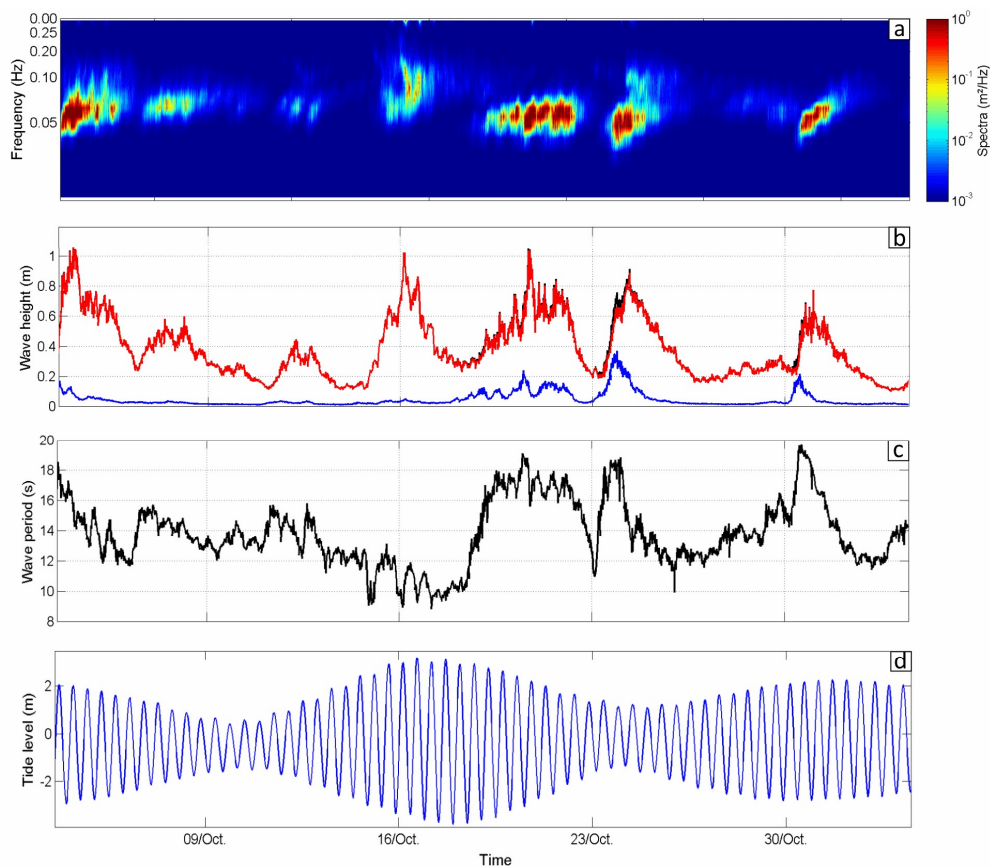 a
0.00
0.25
0.20
0.10
0.05
Frequency (Hz)
10⁰
10⁻¹
10⁻²
10⁻³
Spectra (m²/Hz)
b
1
0.8
0.6
0.4
0.2
0
Wave height (m)
c
20
18
16
14
12
10
8
Wave period (s)
d
2
0
-2
Tide level (m)
09/Oct.
16/Oct.
23/Oct.
30/Oct.
Time